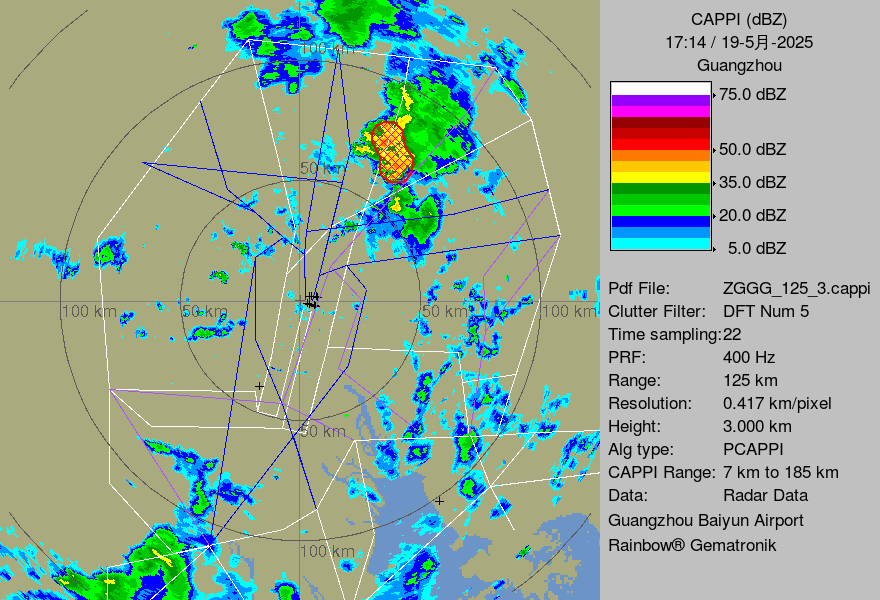 CAPPI (dBZ)
17:14 / 19-5月-2025
Guangzhou
75.0 dBZ
50.0 dBZ
35.0 dBZ
20.0 dBZ
5.0 dBZ
Pdf File: ZGGG_125_3.cappi
Clutter Filter: DFT Num 5
Time sampling:22
PRF: 400 Hz
Range: 125 km
Resolution: 0.417 km/pixel
Height: 3.000 km
Alg type: PCAPPI
CAPPI Range: 7 km to 185 km
Data: Radar Data
Guangzhou Baiyun Airport
Rainbow® Gematronik
100 km
50 km
100 km
50 km
50 km
100 km
50 km
100 km